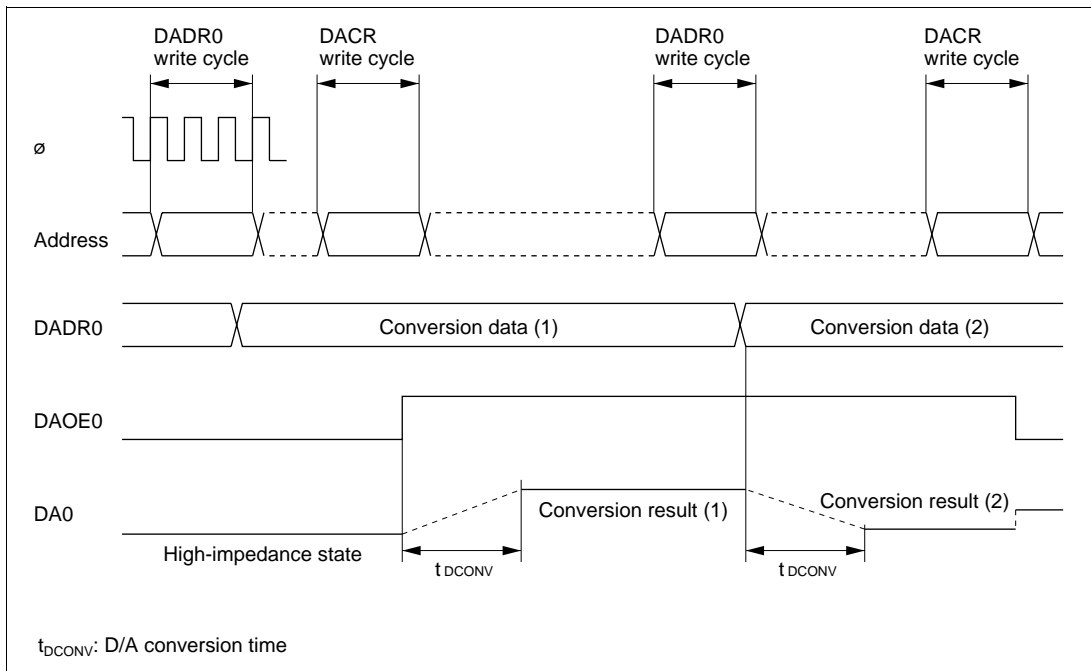 DADR0
write cycle
DACR
write cycle
DADR0
write cycle
DACR
write cycle
ø
Address
DADR0
Conversion data (1)
Conversion data (2)
DAOE0
DA0
Conversion result (1)
Conversion result (2)
High-impedance state
t DCONV
t DCONV
tDCONV: D/A conversion time